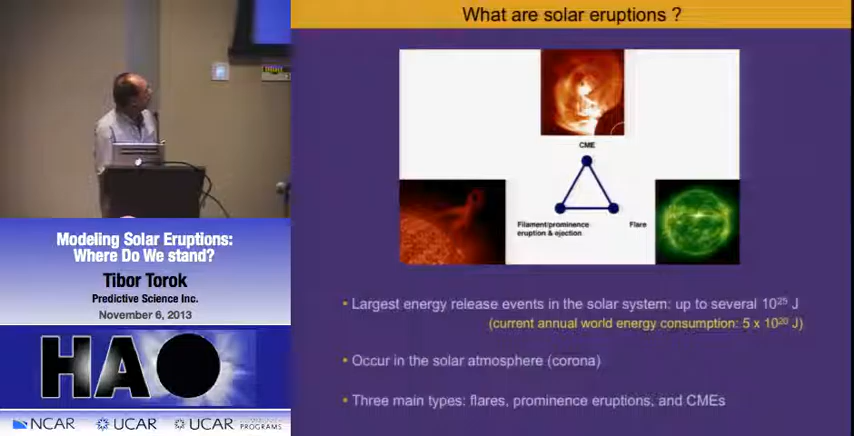 What are solar eruptions ?
CME
Filament/prominence
eruption & ejection
Flare
• Largest energy release events in the solar system: up to several 10²⁵ J
(current annual world energy consumption: 5 x 10²⁰ J)
• Occur in the solar atmosphere (corona)
• Three main types: flares, prominence eruptions, and CMEs
Modeling Solar Eruptions:
Where Do We stand?
Tibor Torok
Predictive Science Inc.
November 6, 2013
HAO
NCAR
UCAR
UCAR
PROGRAMS